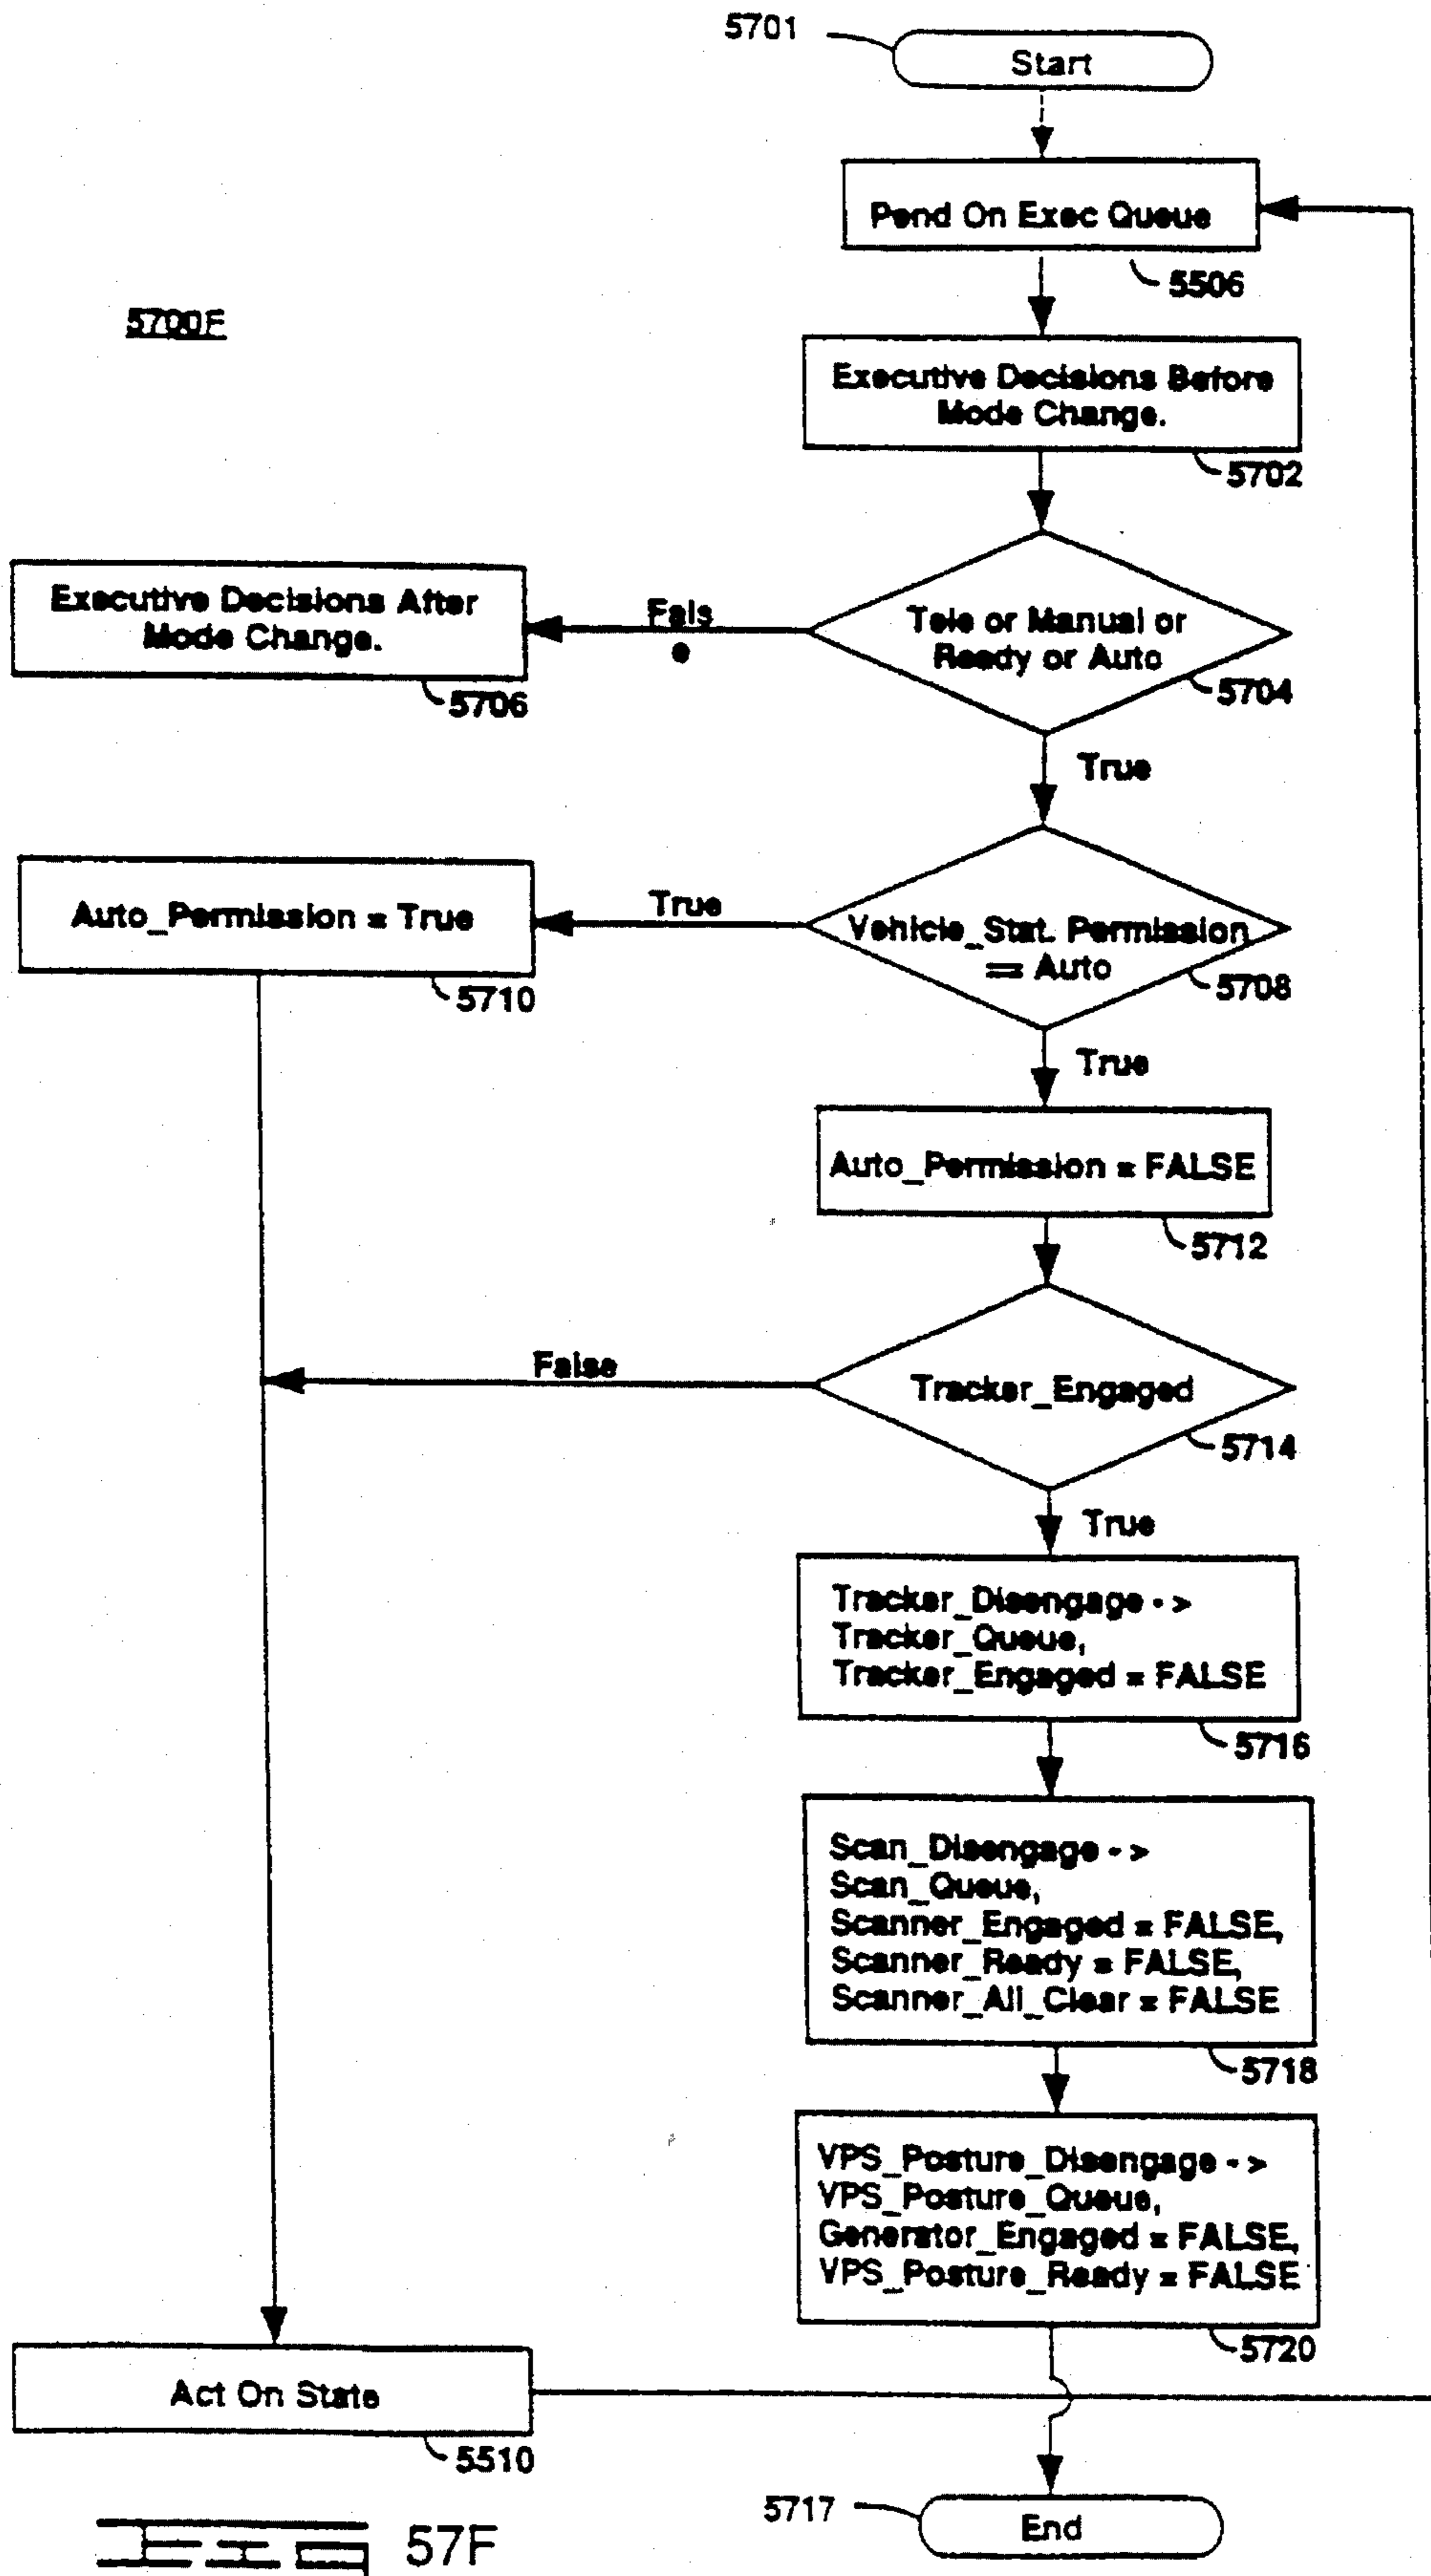 5701
Start
Pend On Exec Queue
5506
5700F
Executive Decisions Before
Mode Change.
5702
Executive Decisions After
Mode Change.
5706
Fals
e
Tele or Manual or
Ready or Auto
5704
True
Auto_Permission = True
5710
True
Vehicle_Stat. Permission
== Auto
5708
True
Auto_Permission = FALSE
5712
False
Tracker_Engaged
5714
True
Tracker_Disengage - >
Tracker_Queue,
Tracker_Engaged = FALSE
5716
Scan_Disengage - >
Scan_Queue,
Scanner_Engaged = FALSE,
Scanner_Ready = FALSE,
Scanner_All_Clear = FALSE
5718
VPS_Posture_Disengage - >
VPS_Posture_Queue,
Generator_Engaged = FALSE,
VPS_Posture_Ready = FALSE
5720
Act On State
5510
5717
End
FIG 57F